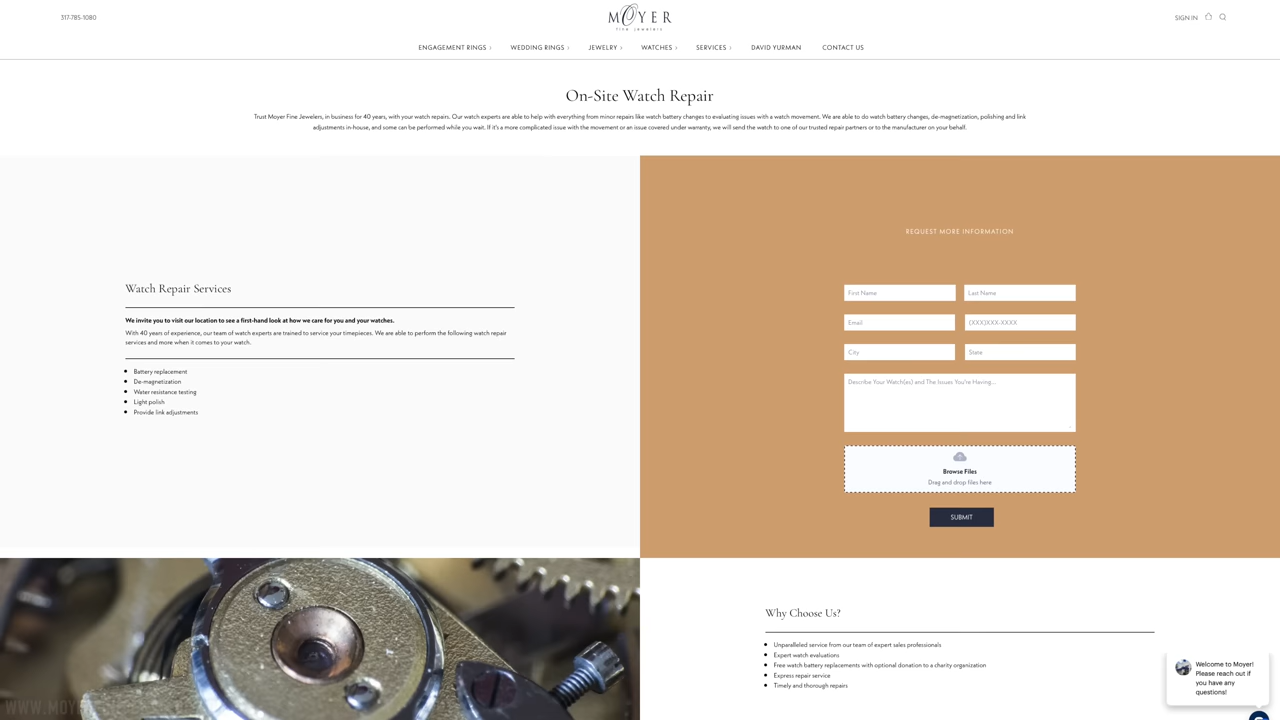 317-785-1080
MOYER
fine jewelers
SIGN IN
ENGAGEMENT RINGS
WEDDING RINGS
JEWELRY
WATCHES
SERVICES
DAVID YURMAN
CONTACT US
On-Site Watch Repair
Trust Moyer Fine Jewelers, in business for 40 years, with your watch repairs. Our watch experts are able to help with everything from minor repairs like watch battery changes to evaluating issues with a watch movement. We are able to do watch battery changes, de-magnetization, polishing and link
adjustments in-house, and some can be performed while you wait. If it's a more complicated issue with the movement or an issue covered under warranty, we will send the watch to one of our trusted repair partners or to the manufacturer on your behalf.
Watch Repair Services
We invite you to visit our location to see a first-hand look at how we care for you and your watches.
With 40 years of experience, our team of watch experts are trained to service your timepieces. We are able to perform the following watch repair
services and more when it comes to your watch.
Battery replacement
De-magnetization
Water resistance testing
Light polish
Provide link adjustments
REQUEST MORE INFORMATION
First Name
Last Name
Email
(XXX)XXX-XXXX
City
State
Describe Your Watch(es) and The Issues You're Having...
Browse Files
Drag and drop files here
SUBMIT
WWW.MOYE
Why Choose Us?
Unparalleled service from our team of expert sales professionals
Expert watch evaluations
Free watch battery replacements with optional donation to a charity organization
Express repair service
Timely and thorough repairs
Welcome to Moyer!
Please reach out if
you have any
questions!